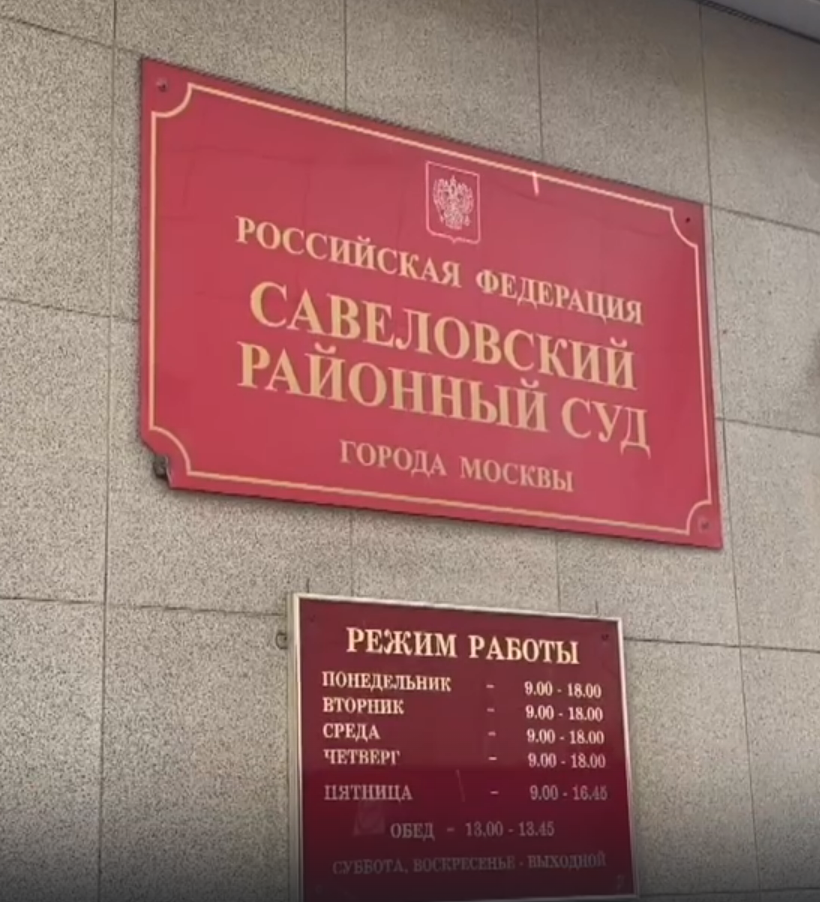 РОССИЙСКАЯ ФЕДЕРАЦИЯ
САВЕЛОВСКИЙ
РАЙОННЫЙ СУД
ГОРОДА МОСКВЫ
РЕЖИМ РАБОТЫ
ПОНЕДЕЛЬНИК - 9.00 - 18.00
ВТОРНИК - 9.00 - 18.00
СРЕДА - 9.00 - 18.00
ЧЕТВЕРГ - 9.00 - 18.00
ПЯТНИЦА - 9.00 - 16.45
ОБЕД - 13.00 - 13.45
СУББОТА, ВОСКРЕСЕНЬЕ - ВЫХОДНОЙ